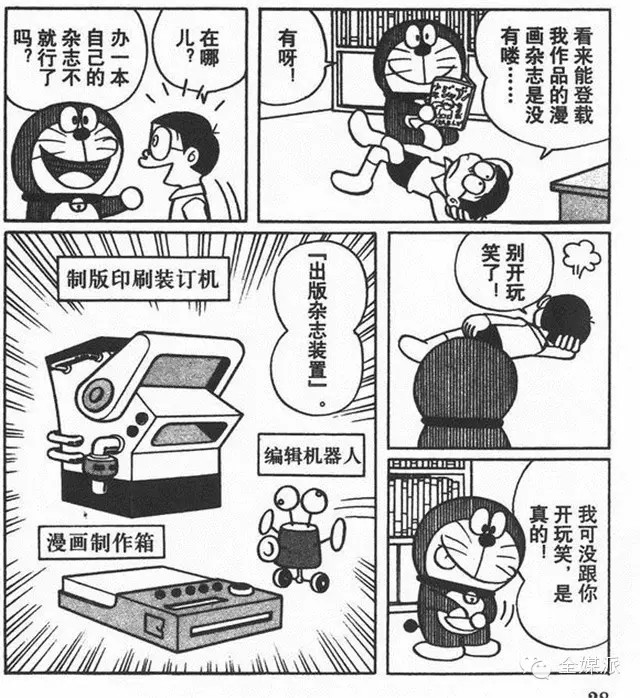 看来能登载
我作品的漫
画杂志是没
有喽……
有呀！
在哪
儿？
办一本
自己的
杂志不
就行了
吗？
别开玩
笑了！
我可没跟你
开玩笑，是
真的！
『出版杂志装置』。
制版印刷装订机
编辑机器人
漫画制作箱
全媒派